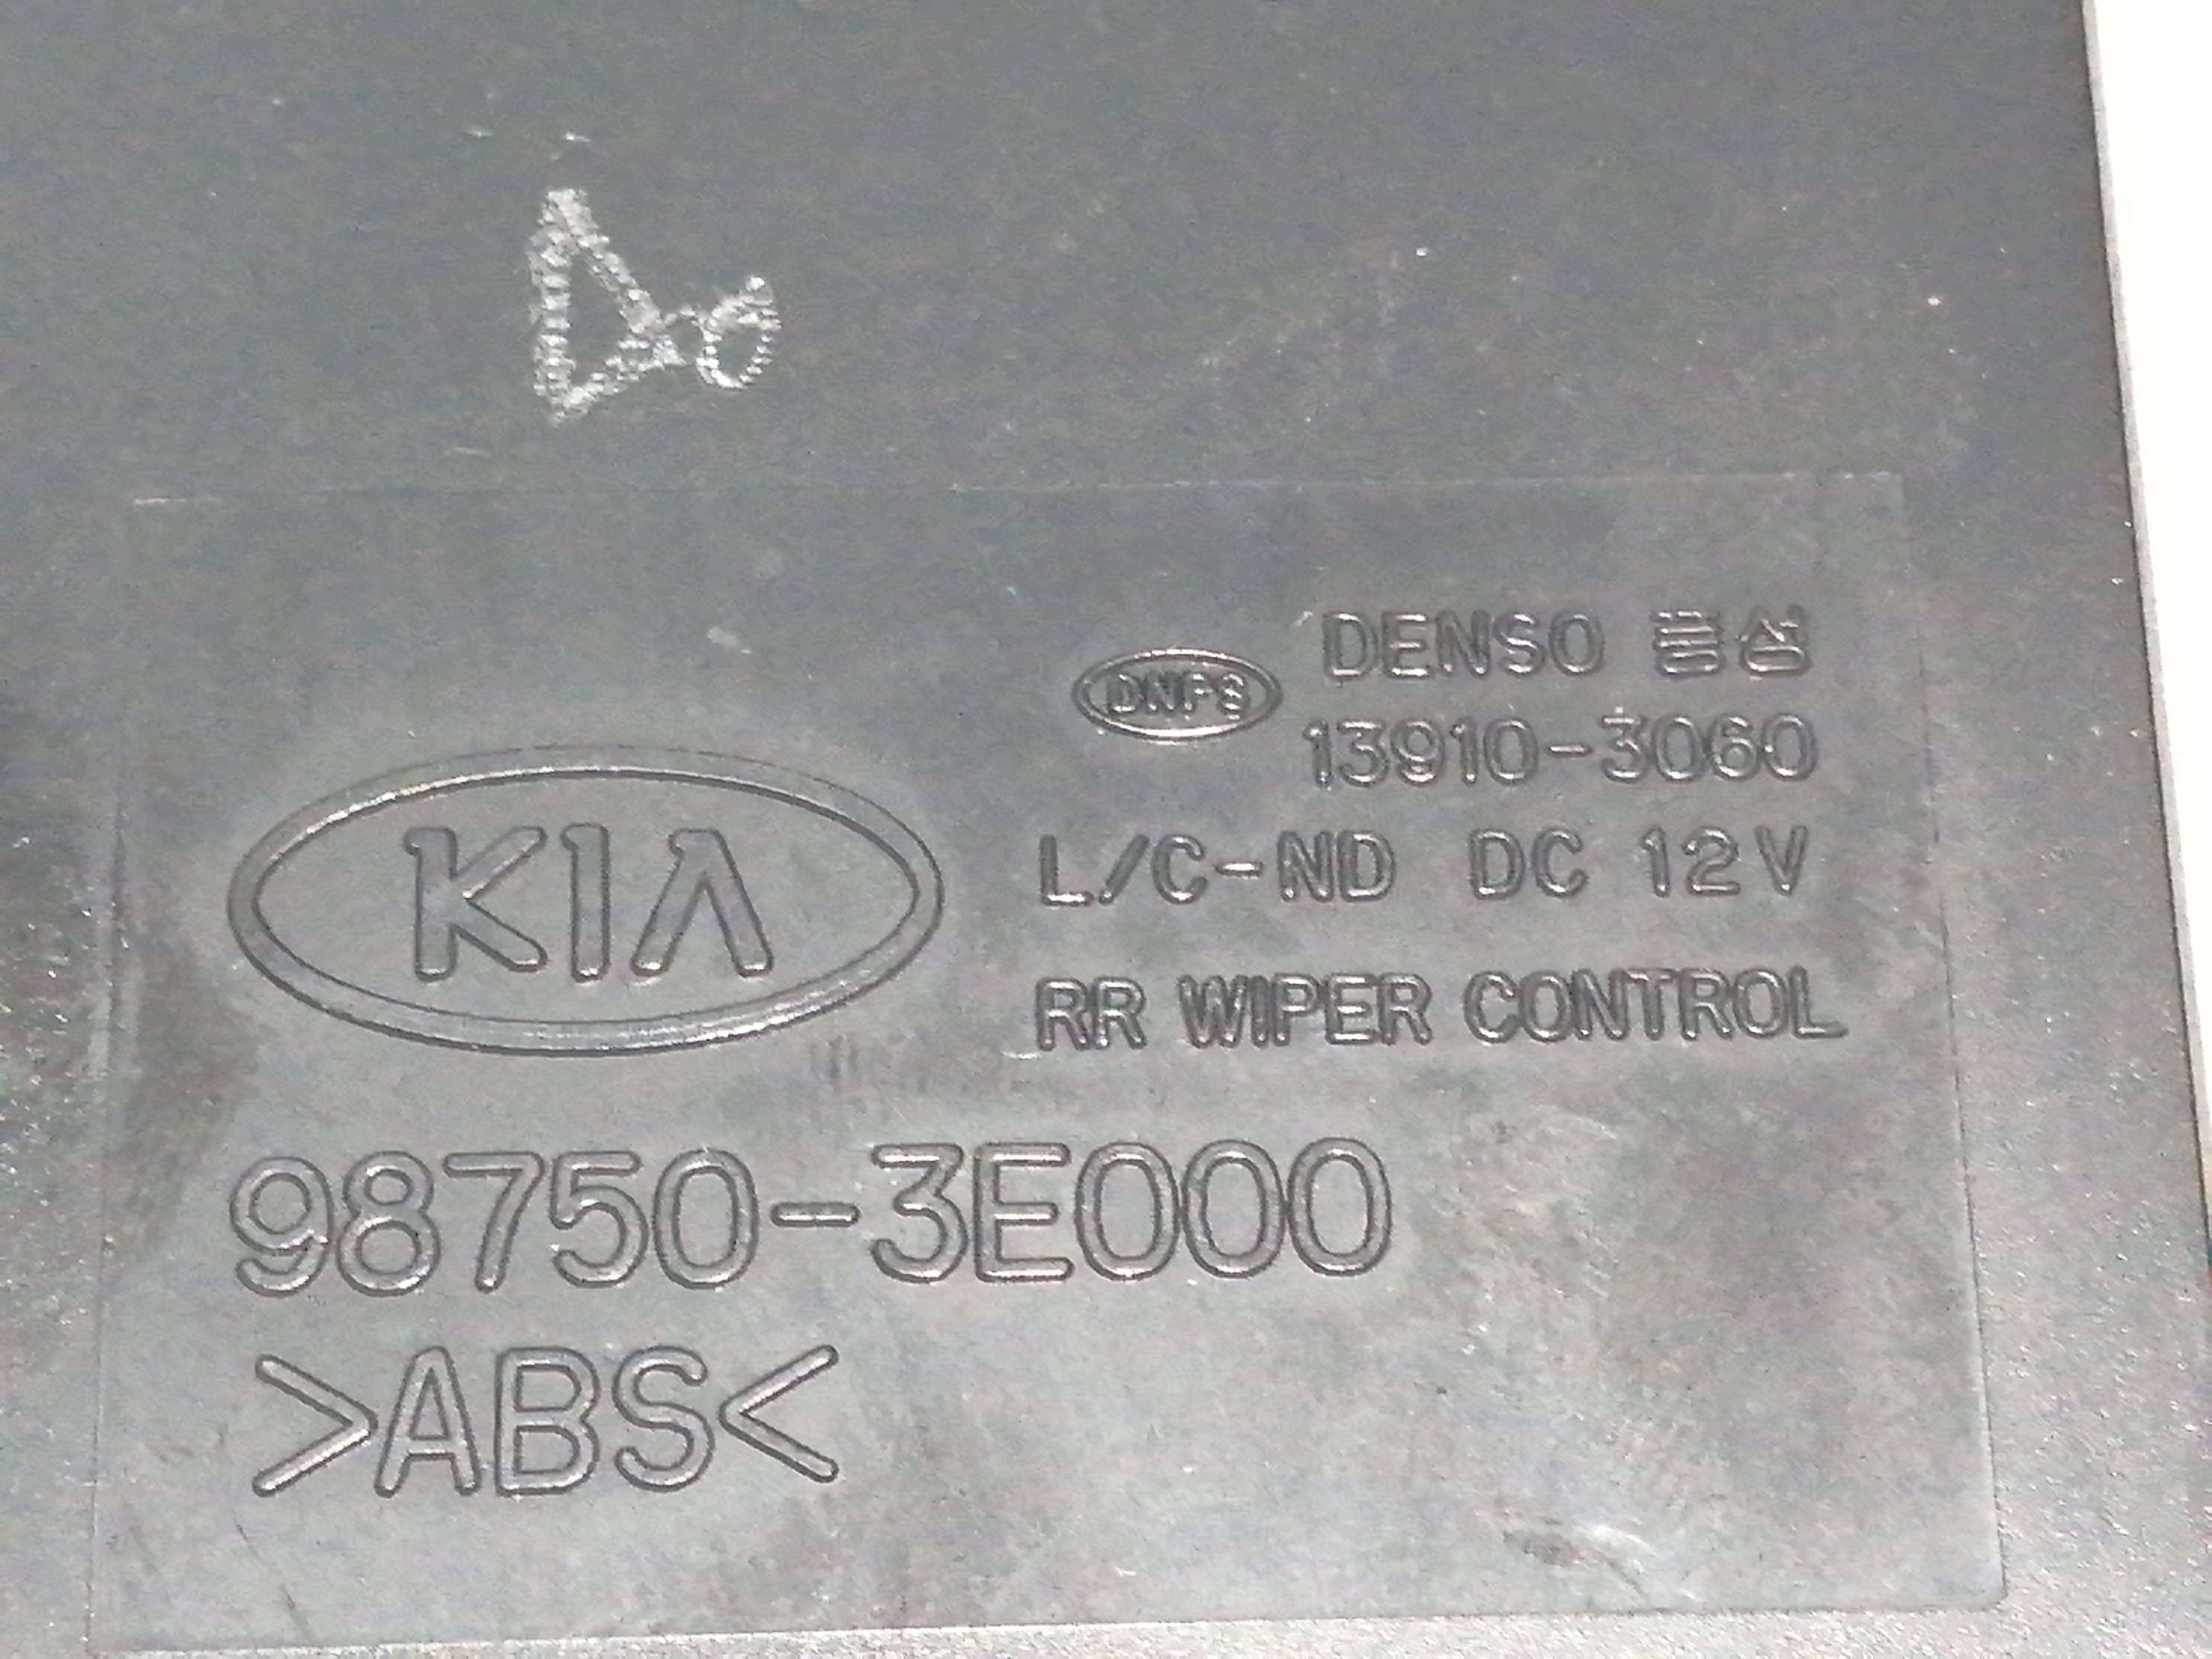 DENSO 풍성
DNPS
13910-3060
KIA
L/C-ND DC 12V
RR WIPER CONTROL
98750-3E000
>ABS<